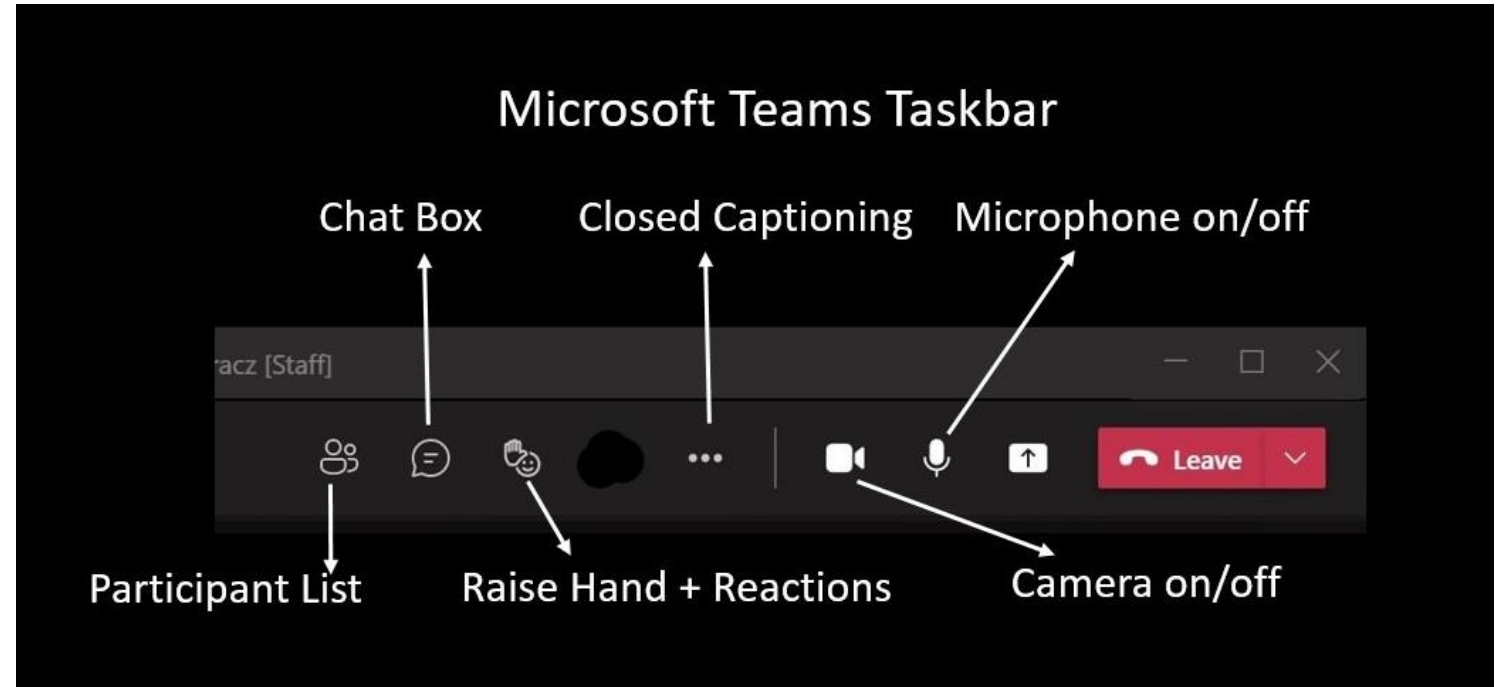 Microsoft Teams Taskbar
Chat Box
Closed Captioning
Microphone on/off
racz [Staff]
Leave
Participant List
Raise Hand + Reactions
Camera on/off